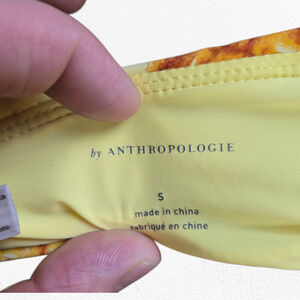 by ANTHROPOLOGIE
S
made in china
fabriqué en chine